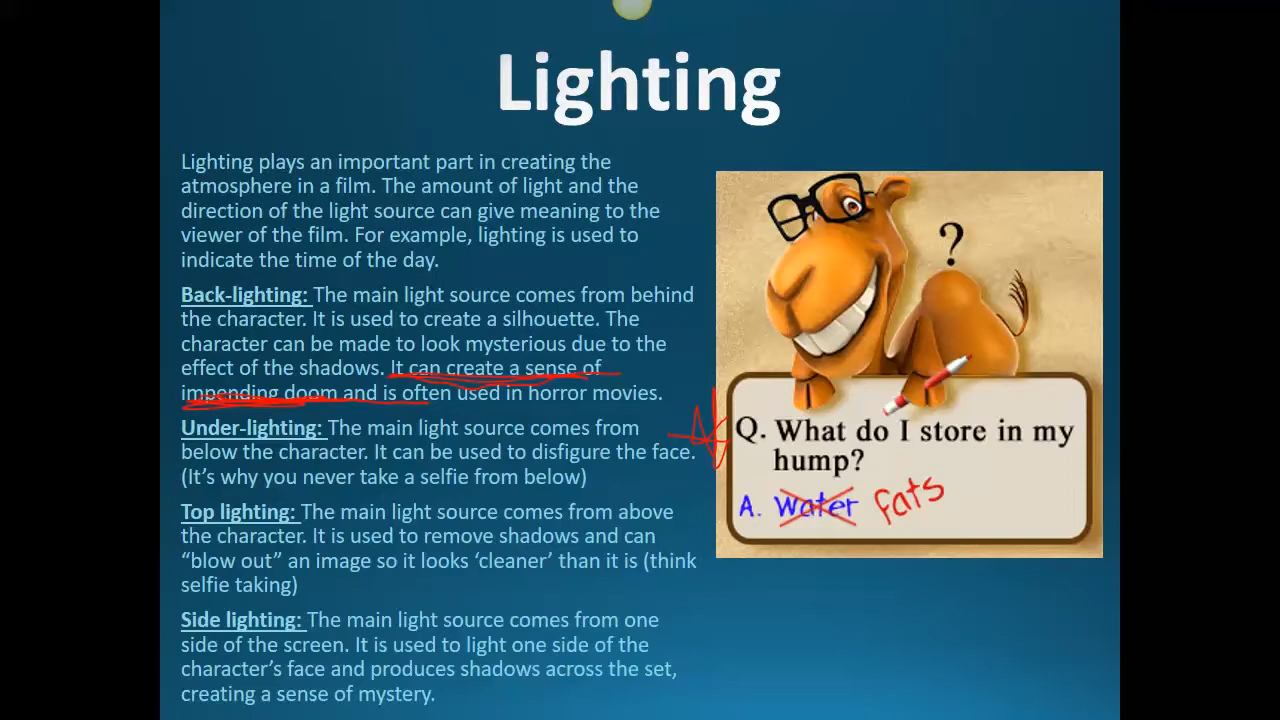 Lighting
Lighting plays an important part in creating the
atmosphere in a film. The amount of light and the
direction of the light source can give meaning to the
viewer of the film. For example, lighting is used to
indicate the time of the day.
Back-lighting: The main light source comes from behind
the character. It is used to create a silhouette. The
character can be made to look mysterious due to the
effect of the shadows. It can create a sense of
impending doom and is often used in horror movies.
Under-lighting: The main light source comes from
below the character. It can be used to disfigure the face.
(It's why you never take a selfie from below)
Top lighting: The main light source comes from above
the character. It is used to remove shadows and can
“blow out” an image so it looks ‘cleaner’ than it is (think
selfie taking)
Side lighting: The main light source comes from one
side of the screen. It is used to light one side of the
character’s face and produces shadows across the set,
creating a sense of mystery.
?
Q. What do I store in my
hump?
A. Water Fats